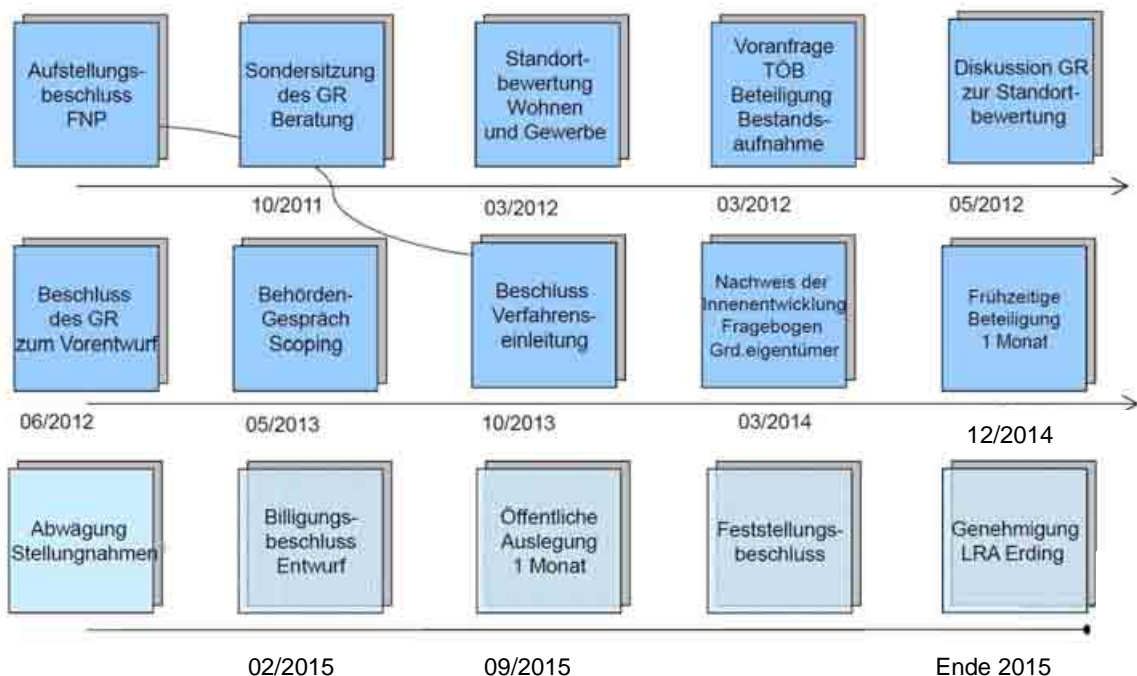 Aufstellungs-
beschluss
FNP
Sondersitzung
des GR
Beratung
Standort-
bewertung
Wohnen
und Gewerbe
Voranfrage
TÖB
Beteiligung
Bestands-
aufnahme
Diskussion GR
zur Standort-
bewertung
10/2011
03/2012
03/2012
05/2012
Beschluss
des GR
zum Vorentwurf
Behörden-
Gespräch
Scoping
Beschluss
Verfahrens-
einleitung
Nachweis der
Innenentwicklung
Fragebogen
Grd.eigentümer
Frühzeitige
Beteiligung
1 Monat
06/2012
05/2013
10/2013
03/2014
12/2014
Abwägung
Stellungnahmen
Billigungs-
beschluss
Entwurf
Öffentliche
Auslegung
1 Monat
Feststellungs-
beschluss
Genehmigung
LRA Erding
02/2015
09/2015
Ende 2015